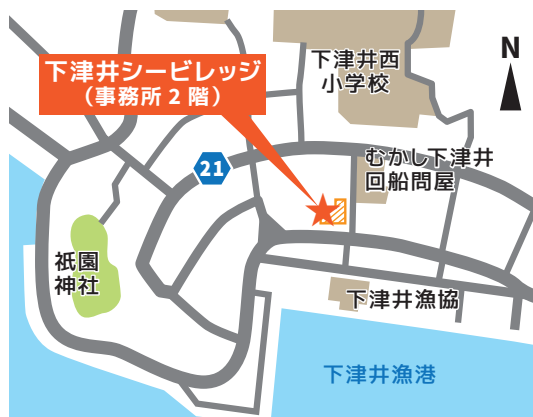 下津井西
小学校
N
下津井シービレッジ
(事務所2階)
むかし下津井
回船問屋
21
祇園
神社
下津井漁協
下津井漁港